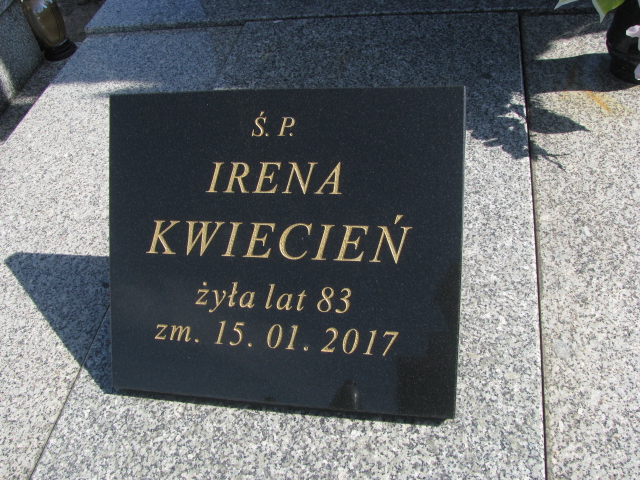 Ś. P.
IRENA
KWIECIEŃ
żyła lat 83
zm. 15. 01. 2017